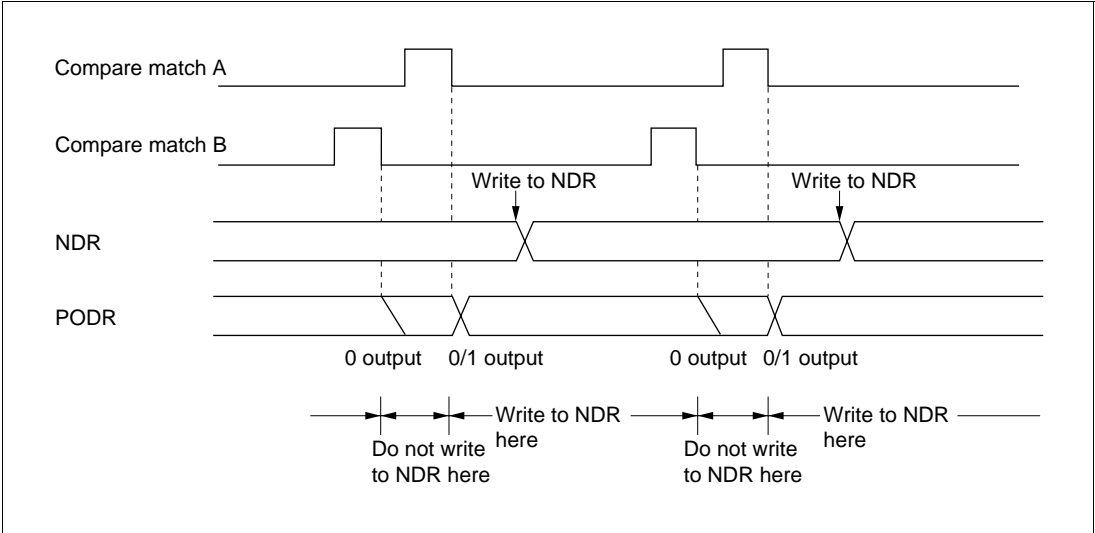 Compare match A
Compare match B
Write to NDR
Write to NDR
NDR
PODR
0 output
0/1 output
0 output
0/1 output
Write to NDR
here
Write to NDR
here
Do not write
to NDR here
Do not write
to NDR here